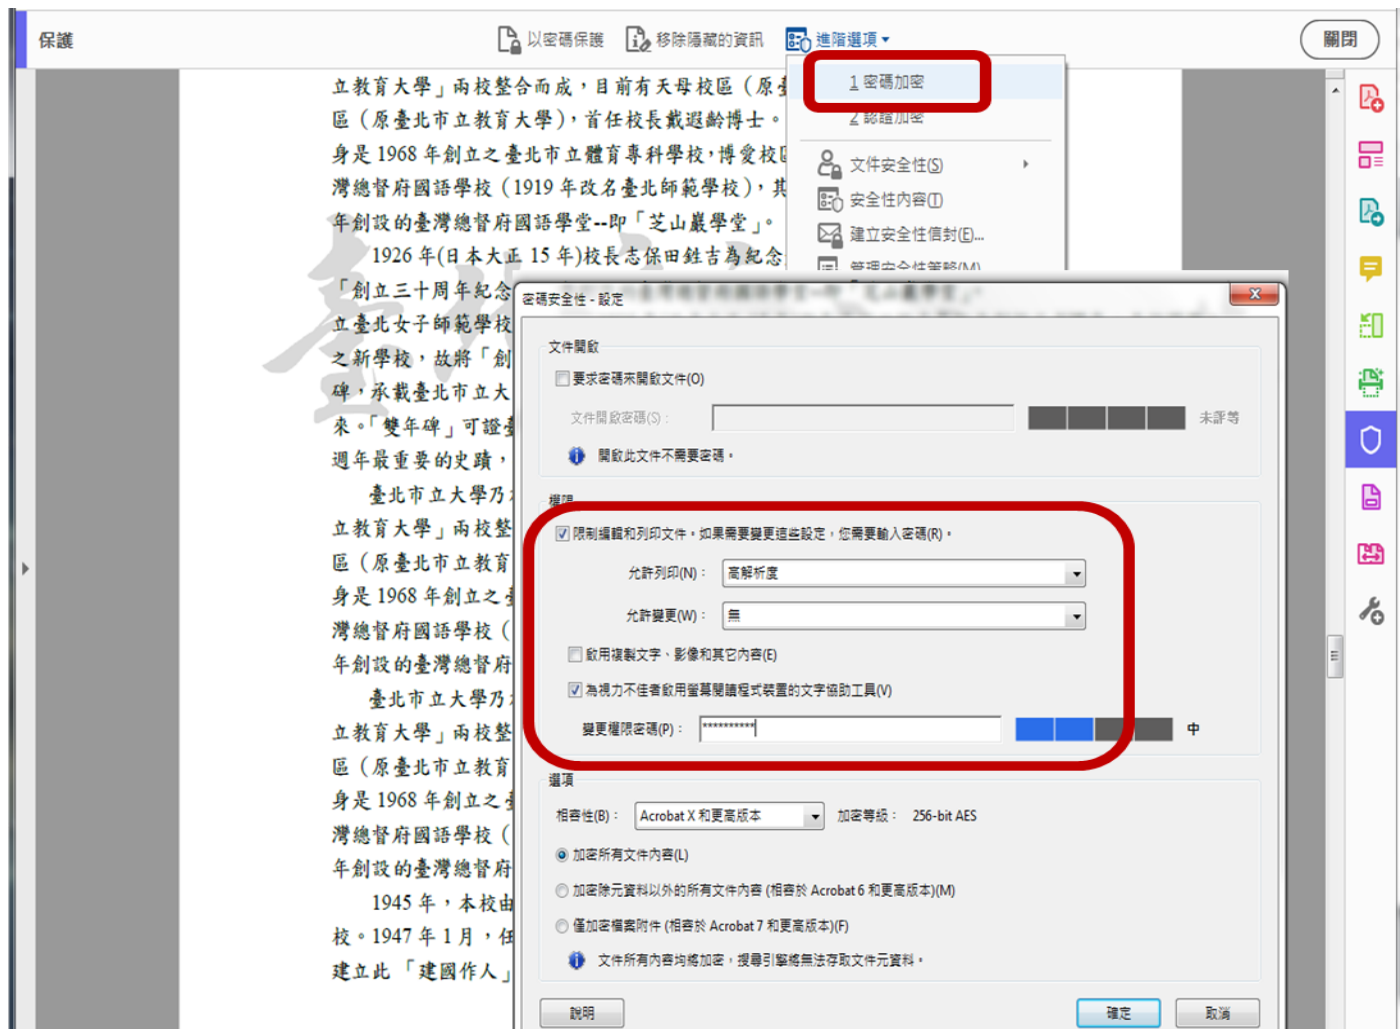 保護
以密碼保護
移除隱藏的資訊
進階選項
關閉
1 密碼加密
2 認證加密
文件安全性(S)
安全性內容(T)
建立安全性信封(E)...
管理安全性策略(M)
立教育大學」兩校整合而成，目前有天母校區（原臺
區（原臺北市立教育大學），首任校長戴遐齡博士。
身是 1968 年創立之臺北市立體育專科學校，博愛校區
灣總督府國語學校（1919 年改名臺北師範學校），其
年創設的臺灣總督府國語學堂--即「芝山巖學堂」。
1926 年(日本大正 15 年)校長志保田鉎吉為紀念
「創立三十周年紀念
立臺北女子師範學校
之新學校，故將「創
碑，承載臺北市立大
來。「雙年碑」可證臺
週年最重要的史蹟，
臺北市立大學乃
立教育大學」兩校整
區（原臺北市立教育
身是 1968 年創立之臺
灣總督府國語學校（
年創設的臺灣總督府
臺北市立大學乃
立教育大學」兩校整
區（原臺北市立教育
身是 1968 年創立之臺
灣總督府國語學校（
年創設的臺灣總督府
1945 年，本校由
校。1947 年 1 月，任
建立此 「建國作人」
臺北
密碼安全性 - 設定
文件開啟
要求密碼來開啟文件(O)
文件開啟密碼(S)：
未評等
開啟此文件不需要密碼。
權限
限制編輯和列印文件。如果需要變更這些設定，您需要輸入密碼(R)。
允許列印(N)： 高解析度
允許變更(W)： 無
啟用複製文字、影像和其它內容(E)
為視力不佳者啟用螢幕閱讀程式裝置的文字協助工具(V)
變更權限密碼(P)： **********
中
選項
相容性(B)： Acrobat X 和更高版本 加密等級： 256-bit AES
加密所有文件內容(L)
加密除元資料以外的所有文件內容 (相容於 Acrobat 6 和更高版本)(M)
僅加密檔案附件 (相容於 Acrobat 7 和更高版本)(F)
文件所有內容均將加密，搜尋引擎將無法存取文件元資料。
說明
確定
取消